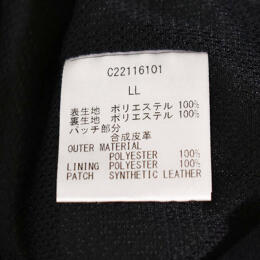 C22116101
LL
表生地 ポリエステル 100%
裏生地 ポリエステル 100%
パッチ部分
合成皮革
OUTER MATERIAL
POLYESTER 100%
LINING POLYESTER 100%
PATCH SYNTHETIC LEATHER